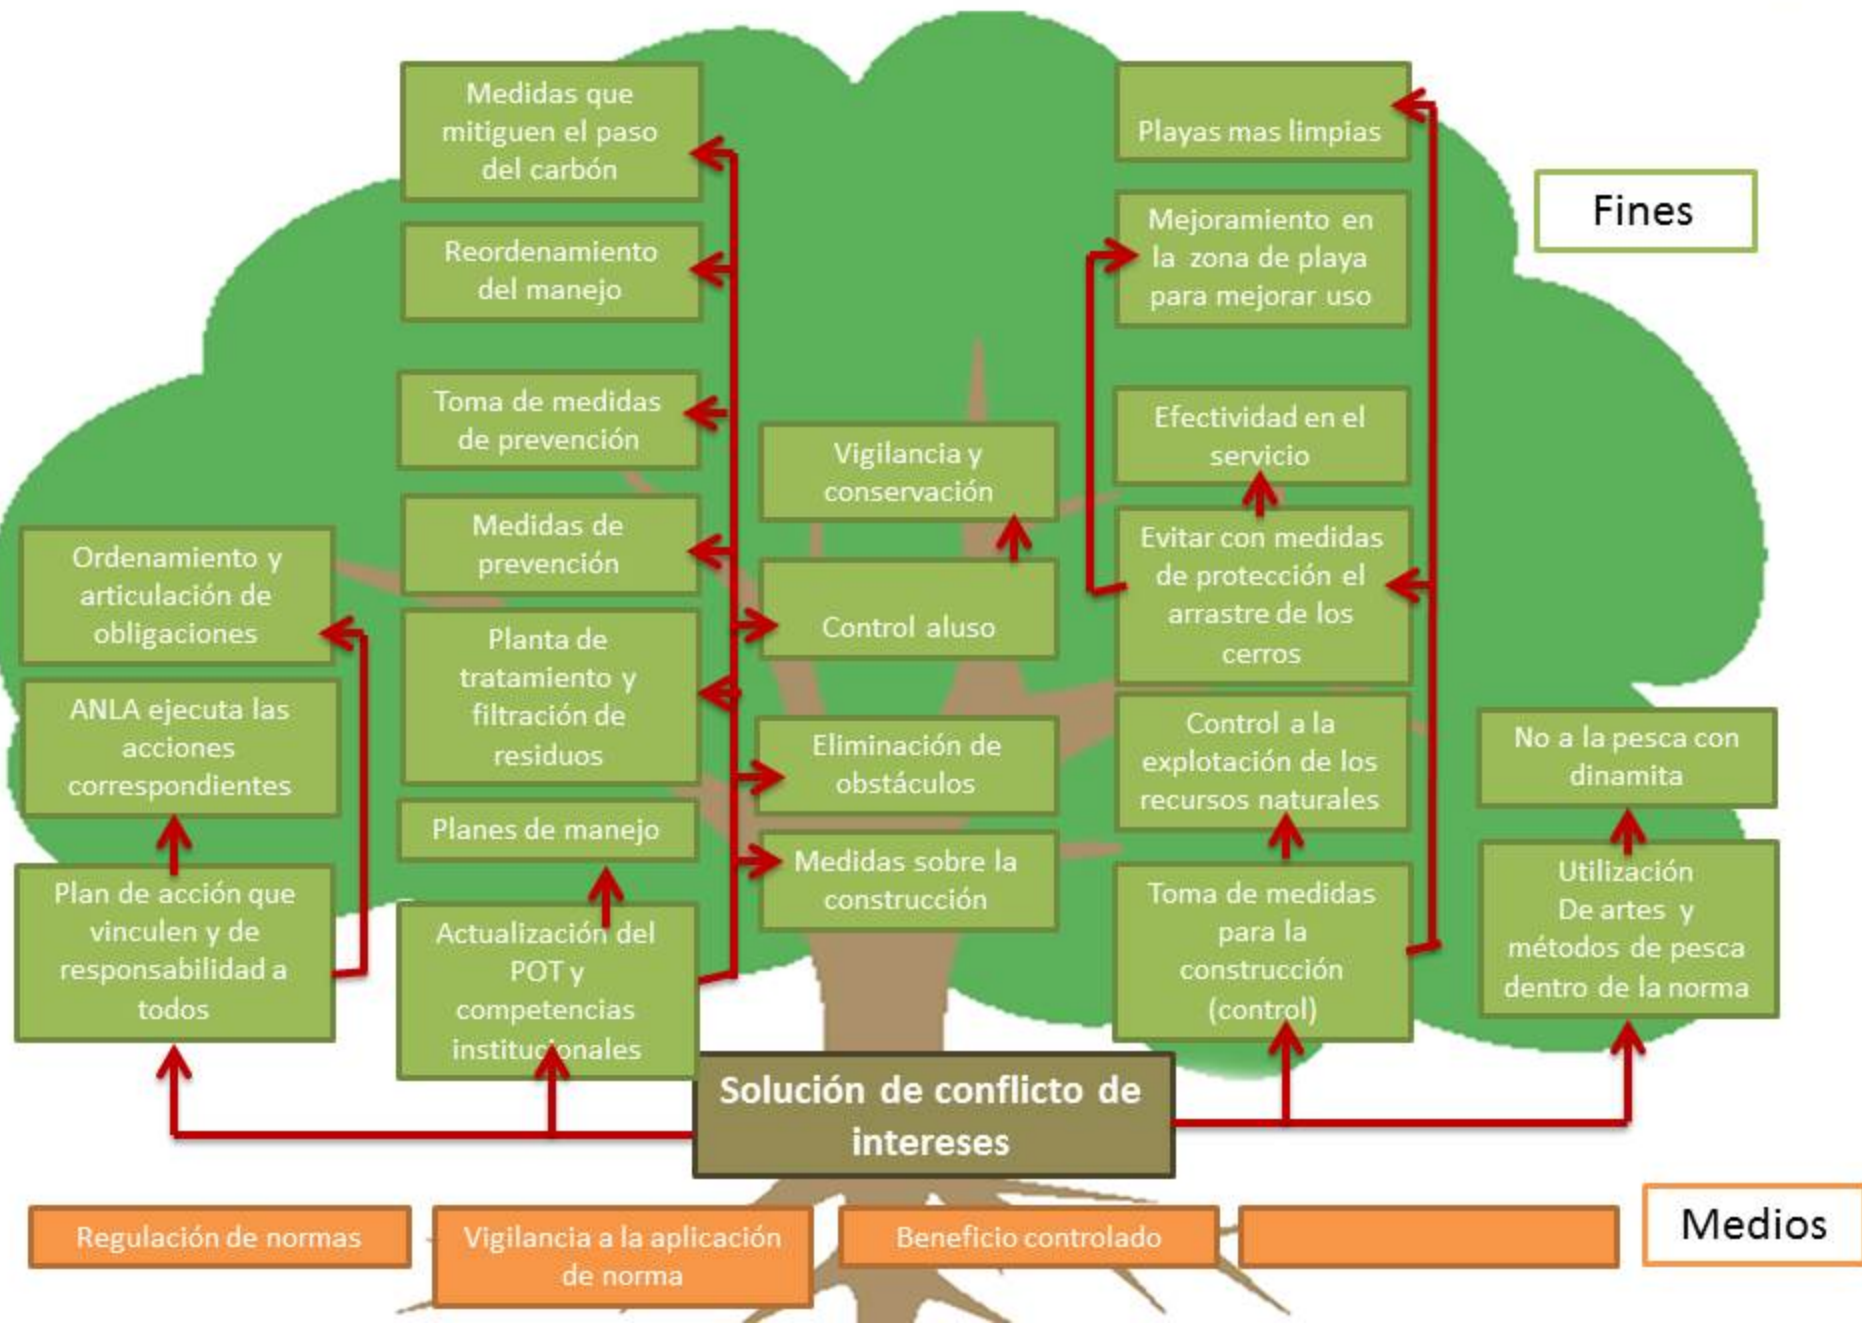 Medidas que
mitiguen el paso
del carbón
Reordenamiento
del manejo
Toma de medidas
de prevención
Medidas de
prevención
Planta de
tratamiento y
filtración de
residuos
Planes de manejo
Actualización del
POT y
competencias
institucionales
Ordenamiento y
articulación de
obligaciones
ANLA ejecuta las
acciones
correspondientes
Plan de acción que
vinculen y de
responsabilidad a
todos
Vigilancia y
conservación
Control aluso
Eliminación de
obstáculos
Medidas sobre la
construcción
Playas mas limpias
Mejoramiento en
la zona de playa
para mejorar uso
Efectividad en el
servicio
Evitar con medidas
de protección el
arrastre de los
cerros
Control a la
explotación de los
recursos naturales
Toma de medidas
para la
construcción
(control)
Fines
No a la pesca con
dinamita
Utilización
De artes y
métodos de pesca
dentro de la norma
Solución de conflicto de
intereses
Regulación de normas
Vigilancia a la aplicación
de norma
Beneficio controlado
Medios